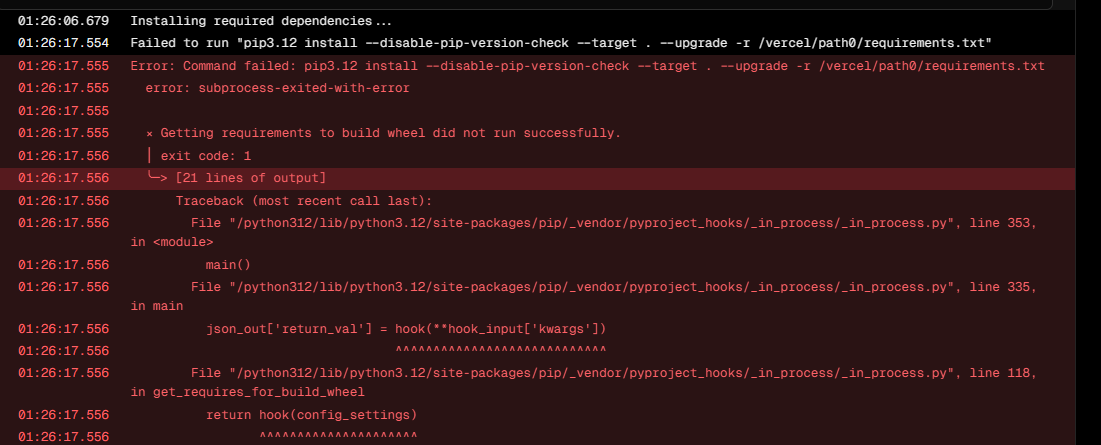 01:26:06.679 Installing required dependencies...
01:26:17.554 Failed to run "pip3.12 install --disable-pip-version-check --target . --upgrade -r /vercel/path0/requirements.txt"
01:26:17.555 Error: Command failed: pip3.12 install --disable-pip-version-check --target . --upgrade -r /vercel/path0/requirements.txt
01:26:17.555 error: subprocess-exited-with-error
01:26:17.555
01:26:17.555 × Getting requirements to build wheel did not run successfully.
01:26:17.556 │ exit code: 1
01:26:17.556 ╰─> [21 lines of output]
01:26:17.556 Traceback (most recent call last):
01:26:17.556 File "/python312/lib/python3.12/site-packages/pip/_vendor/pyproject_hooks/_in_process/_in_process.py", line 353,
in <module>
01:26:17.556 main()
01:26:17.556 File "/python312/lib/python3.12/site-packages/pip/_vendor/pyproject_hooks/_in_process/_in_process.py", line 335,
in main
01:26:17.556 json_out['return_val'] = hook(**hook_input['kwargs'])
01:26:17.556 ^^^^^^^^^^^^^^^^^^^^^^^^^^^^
01:26:17.556 File "/python312/lib/python3.12/site-packages/pip/_vendor/pyproject_hooks/_in_process/_in_process.py", line 118,
in get_requires_for_build_wheel
01:26:17.556 return hook(config_settings)
01:26:17.556 ^^^^^^^^^^^^^^^^^^^^^